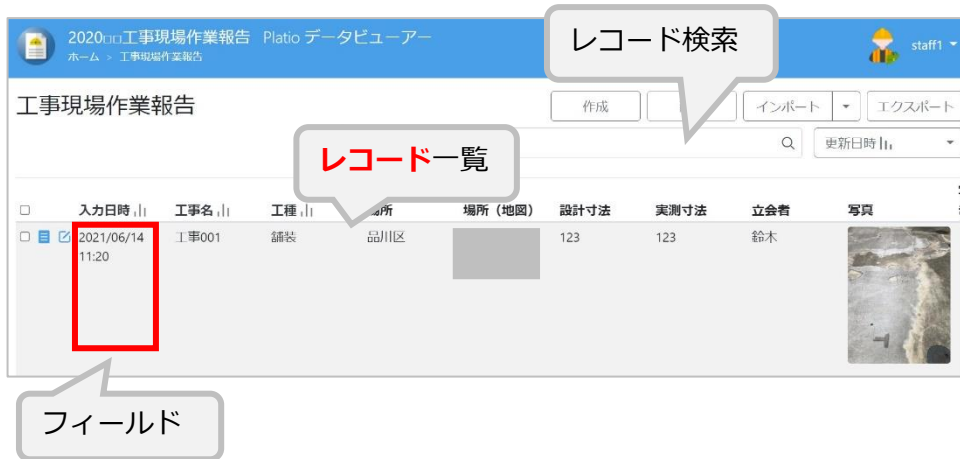 2020□□工事現場作業報告 Platio データビューアー
ホーム > 工事現場作業報告
レコード検索
staff1
工事現場作業報告
作成
インポート
エクスポート
レコード一覧
更新日時
入力日時
工事名
工種
場所（地図）
設計寸法
実測寸法
立会者
写真
2021/06/14
11:20
工事001
舗装
品川区
123
123
鈴木
フィールド